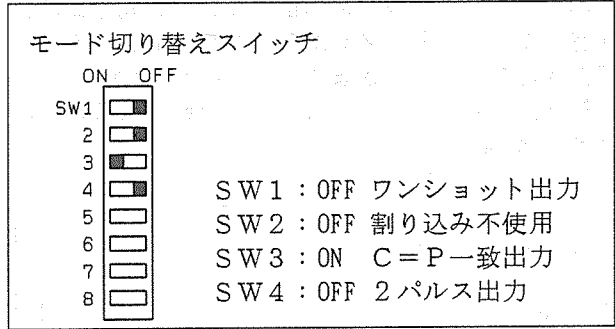 モード切り替えスイッチ
ON OFF
SW1
2
3
4
5
6
7
8
SW1:OFF ワンショット出力
SW2:OFF 割り込み不使用
SW3:ON C=P一致出力
SW4:OFF 2パルス出力